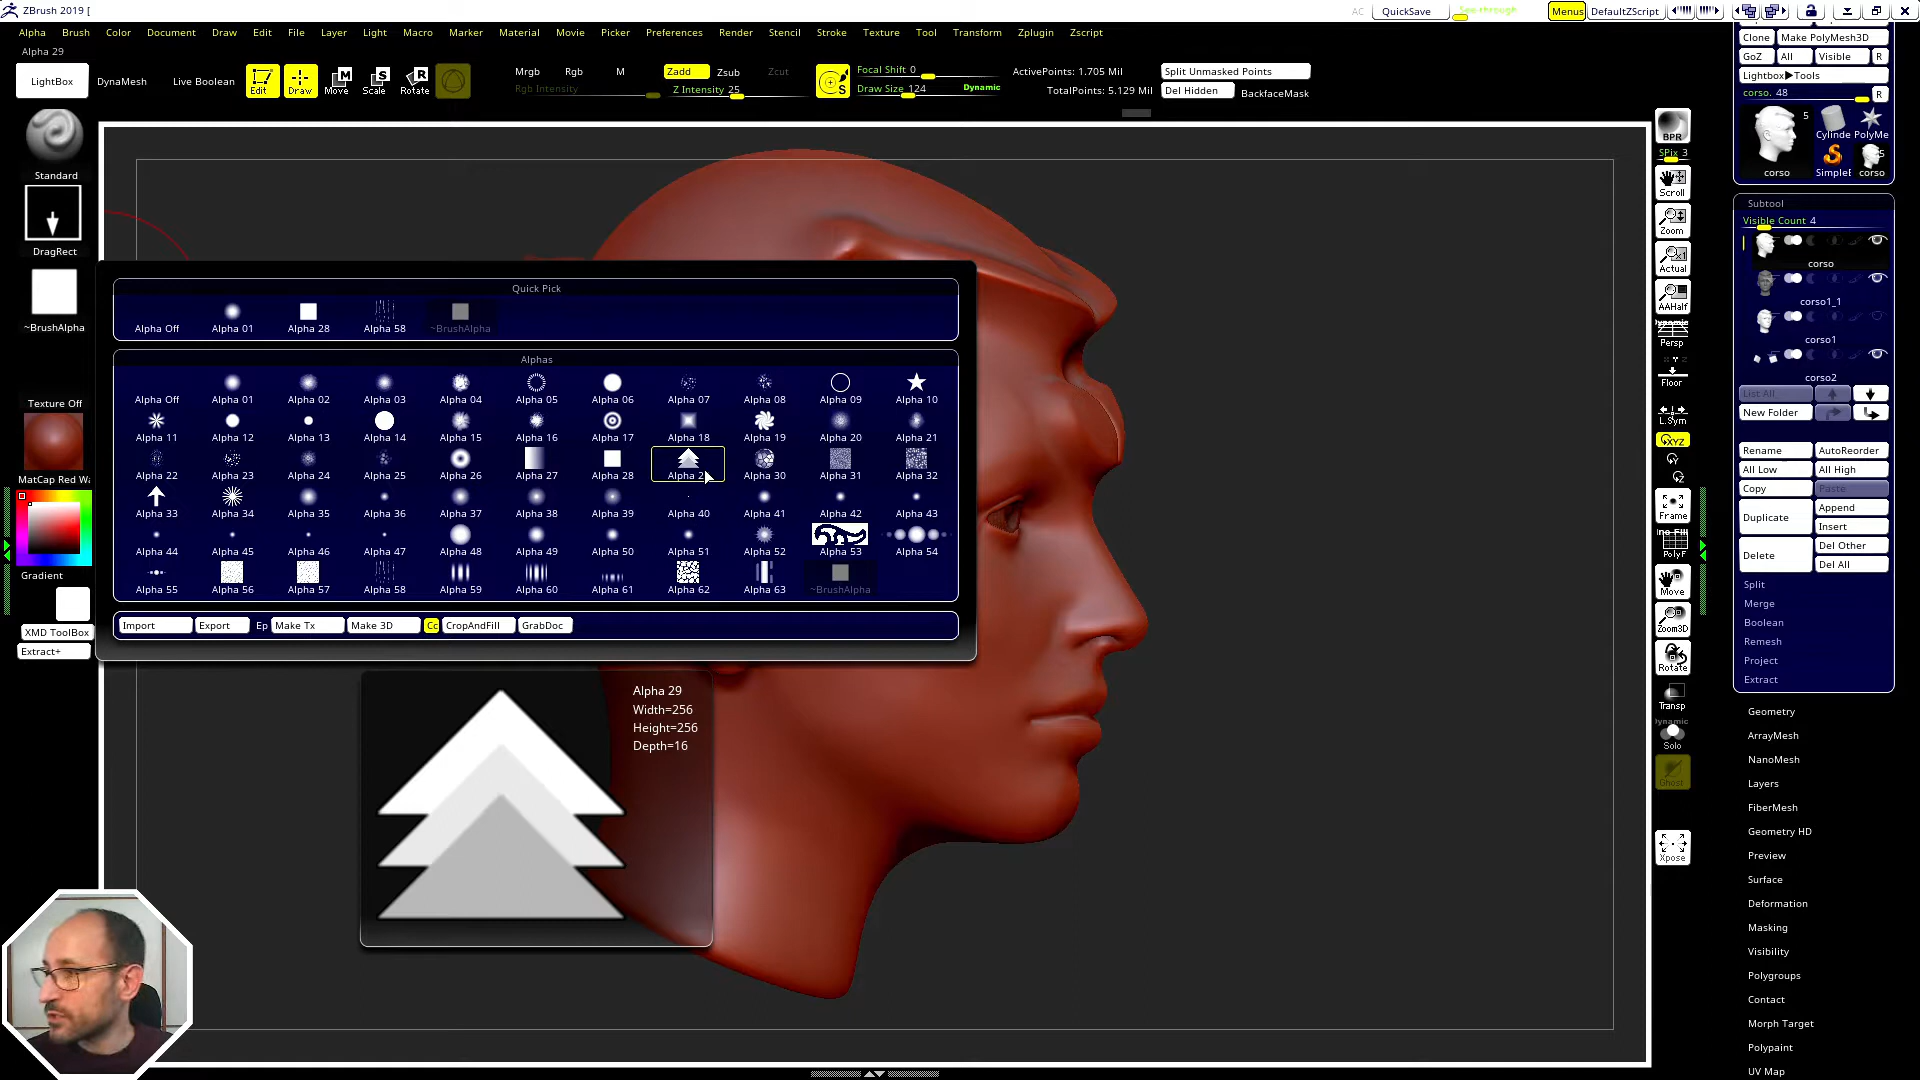 ZBrush 2019 [
AC
QuickSave
See-through
Menus
DefaultZScript
Alpha Brush Color Document Draw Edit File Layer Light Macro Marker Material Movie Picker Preferences Render Stencil Stroke Texture Tool Transform Zplugin Zscript
Alpha 29
LightBox
DynaMesh
Live Boolean
Edit
Draw
Move
Scale
Rotate
Mrgb Rgb M
Rgb Intensity
Zadd Zsub Zcut
Z Intensity 25
Focal Shift 0
Draw Size 124
Dynamic
ActivePoints: 1.705 Mil
TotalPoints: 5.129 Mil
Split Unmasked Points
Del Hidden
BackfaceMask
Standard
DragRect
~BrushAlpha
Texture Off
MatCap Red Wa
Gradient
XMD ToolBox
Extract+
Quick Pick
Alpha Off Alpha 01 Alpha 28 Alpha 58 ~BrushAlpha
Alphas
Alpha Off Alpha 01 Alpha 02 Alpha 03 Alpha 04 Alpha 05 Alpha 06 Alpha 07 Alpha 08 Alpha 09 Alpha 10
Alpha 11 Alpha 12 Alpha 13 Alpha 14 Alpha 15 Alpha 16 Alpha 17 Alpha 18 Alpha 19 Alpha 20 Alpha 21
Alpha 22 Alpha 23 Alpha 24 Alpha 25 Alpha 26 Alpha 27 Alpha 28 Alpha 2 Alpha 30 Alpha 31 Alpha 32
Alpha 33 Alpha 34 Alpha 35 Alpha 36 Alpha 37 Alpha 38 Alpha 39 Alpha 40 Alpha 41 Alpha 42 Alpha 43
Alpha 44 Alpha 45 Alpha 46 Alpha 47 Alpha 48 Alpha 49 Alpha 50 Alpha 51 Alpha 52 Alpha 53 Alpha 54
Alpha 55 Alpha 56 Alpha 57 Alpha 58 Alpha 59 Alpha 60 Alpha 61 Alpha 62 Alpha 63 ~BrushAlpha
Import Export Ep Make Tx Make 3D Cc CropAndFill GrabDoc
Alpha 29
Width=256
Height=256
Depth=16
BPR
SPix 3
Scroll
Zoom
Actual
AAHalf
Dynamic
Persp
Floor
L.Sym
XYZ
Frame
PolyF
Move
Zoom3D
Rotate
Transp
Dynamic
Solo
Ghost
Xpose
Clone Make PolyMesh3D
GoZ All Visible R
Lightbox▶Tools
corso. 48 R
5
Cylinde PolyMe
corso SimpleE corso
Subtool
Visible Count 4
corso
corso1_1
corso1
corso2
List All
New Folder
Rename AutoReorder
All Low All High
Copy Paste
Duplicate
Append
Insert
Delete
Del Other
Del All
Split
Merge
Boolean
Remesh
Project
Extract
Geometry
ArrayMesh
NanoMesh
Layers
FiberMesh
Geometry HD
Preview
Surface
Deformation
Masking
Visibility
Polygroups
Contact
Morph Target
Polypaint
UV Map